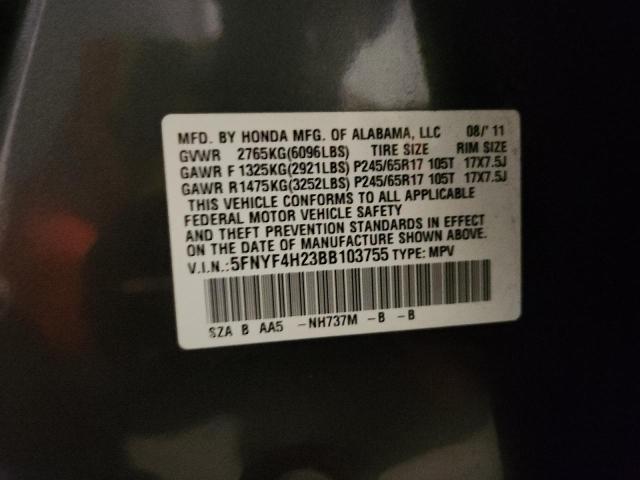 MFD. BY HONDA MFG. OF ALABAMA, LLC 08/'11
GVWR 2765KG(6096LBS) TIRE SIZE RIM SIZE
GAWR F 1325KG(2921LBS) P245/65R17 105T 17X7.5J
GAWR R1475KG(3252LBS) P245/65R17 105T 17X7.5J
THIS VEHICLE CONFORMS TO ALL APPLICABLE
FEDERAL MOTOR VEHICLE SAFETY
AND THEFT PREVENTION STANDARDS IN EFFECT
ON THE DATE OF MANUFACTURE SHOWN ABOVE.
V.I.N.:5FNYF4H23BB103755 TYPE: MPV
SZA B AA5 -NH737M -B -B